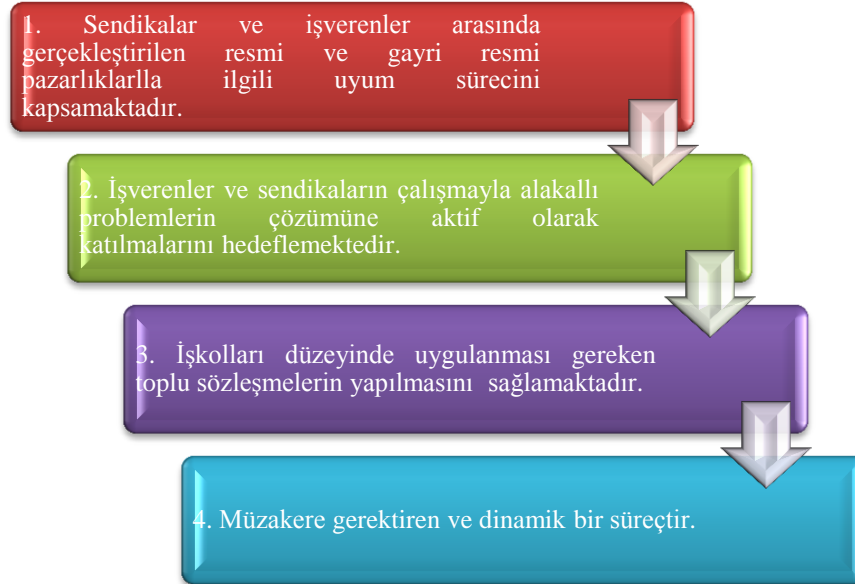 1. Sendikalar ve işverenler arasında
gerçekleştirilen resmi ve gayri resmi
pazarlıklarlla ilgili uyum sürecini
kapsamaktadır.
2. İşverenler ve sendikaların çalışmayla alakallı
problemlerin çözümüne aktif olarak
katılmalarını hedeflemektedir.
3. İşkolları düzeyinde uygulanması gereken
toplu sözleşmelerin yapılmasını sağlamaktadır.
4. Müzakere gerektiren ve dinamik bir süreçtir.